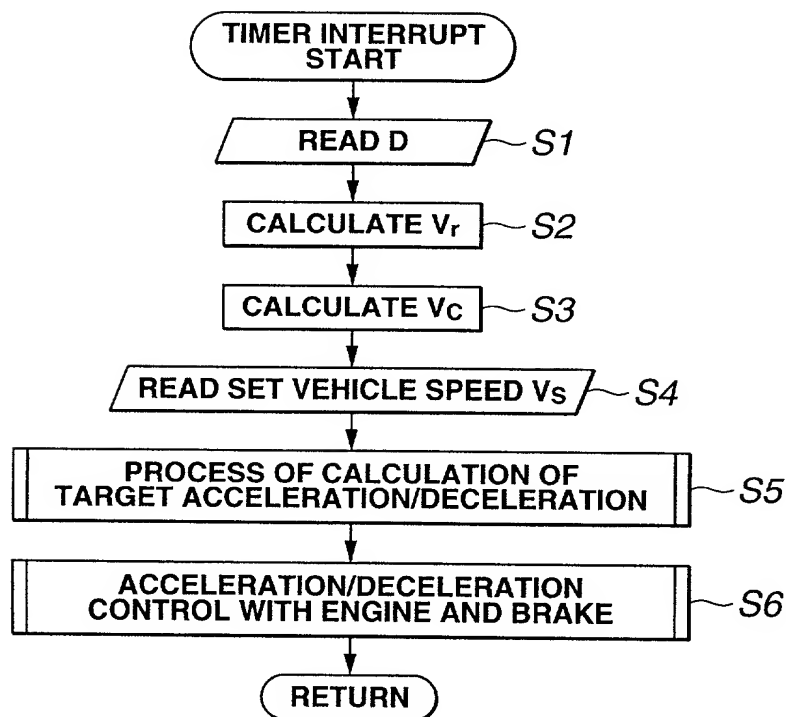 TIMER INTERRUPT
START
READ D
S1
CALCULATE Vr
S2
CALCULATE VC
S3
READ SET VEHICLE SPEED VS
S4
PROCESS OF CALCULATION OF
TARGET ACCELERATION/DECELERATION
S5
ACCELERATION/DECELERATION
CONTROL WITH ENGINE AND BRAKE
S6
RETURN